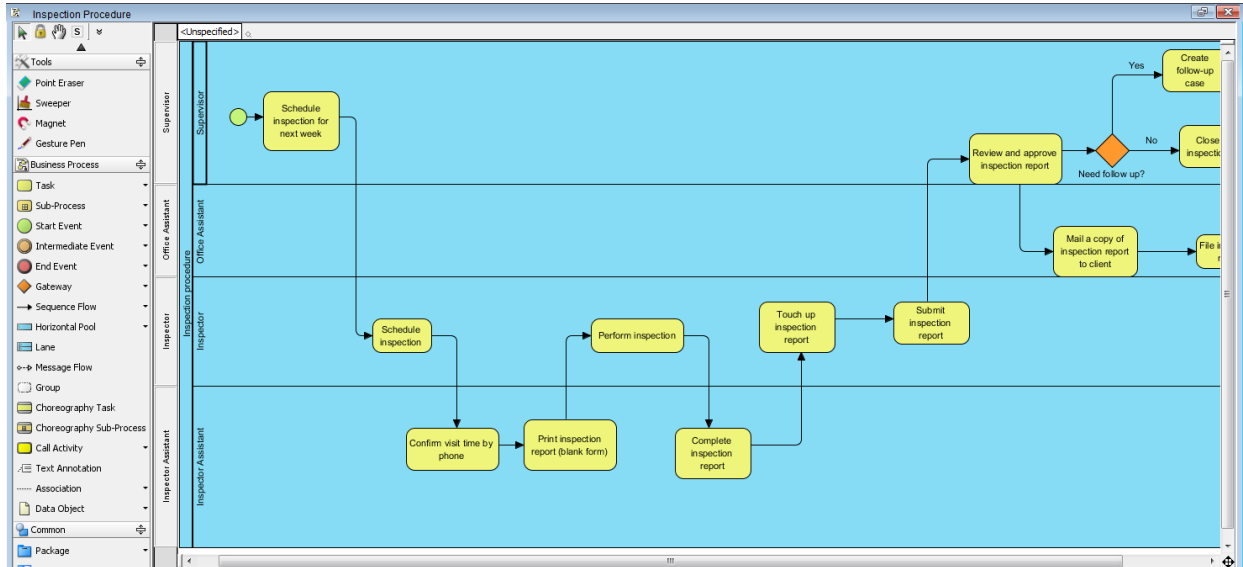 Inspection Procedure
S
Tools
Point Eraser
Sweeper
Magnet
Gesture Pen
Business Process
Task
Sub-Process
Start Event
Intermediate Event
End Event
Gateway
Sequence Flow
Horizontal Pool
Lane
Message Flow
Group
Choreography Task
Choreography Sub-Process
Call Activity
Text Annotation
Association
Data Object
Common
Package
<Unspecified>
Supervisor
Office Assistant
Inspector
Inspector Assistant
Inspection procedure
Supervisor
Office Assistant
Inspector
Inspector Assistant
Schedule
inspection for
next week
Schedule
inspection
Confirm visit time by
phone
Print inspection
report (blank form)
Perform inspection
Complete
inspection
report
Touch up
inspection
report
Submit
inspection
report
Review and approve
inspection report
Need follow up?
Yes
No
Create
follow-up
case
Close
Mail a copy of
inspection report
to client
File